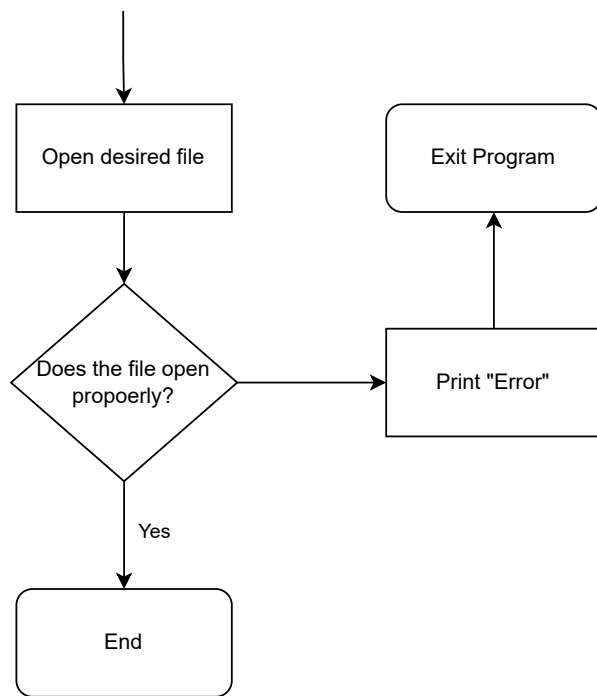 Open desired file
Exit Program
Does the file open
propoerly?
Print "Error"
Yes
End